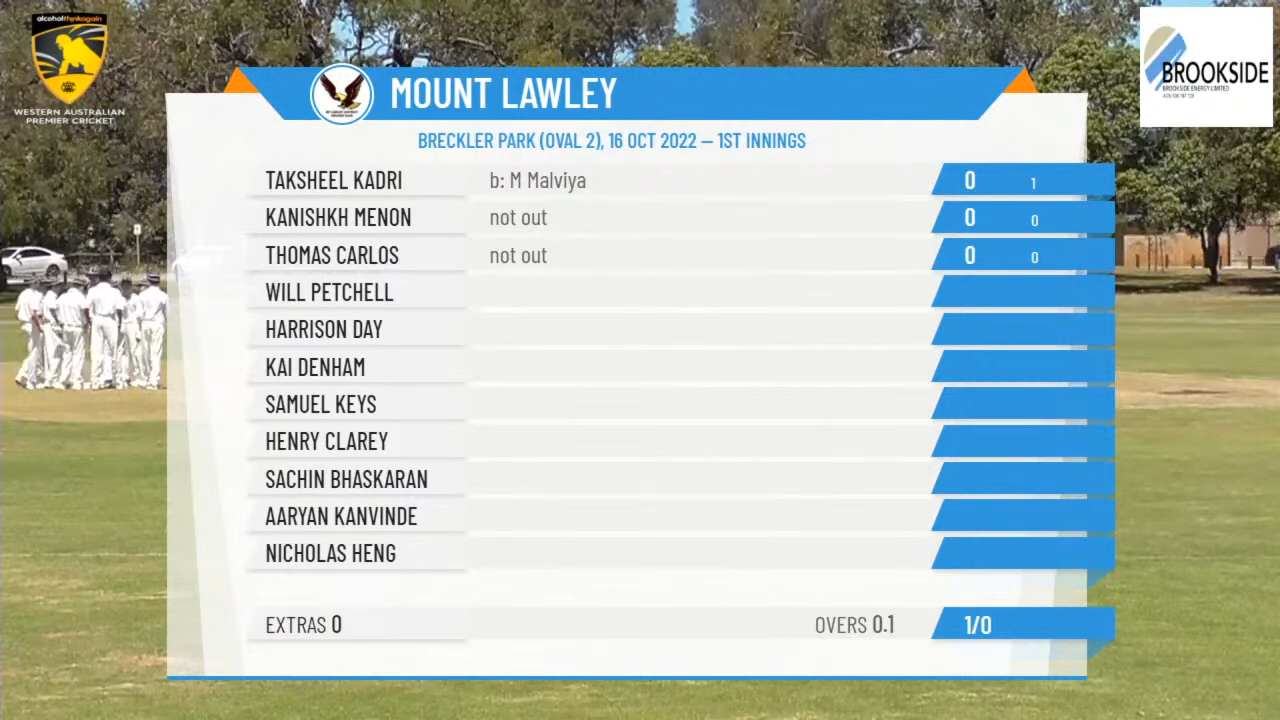 alcoholthinkagain
WESTERN AUSTRALIAN
PREMIER CRICKET
BROOKSIDE
BROOKSIDE ENERGY LIMITED
MOUNT LAWLEY
BRECKLER PARK (OVAL 2), 16 OCT 2022 – 1ST INNINGS
TAKSHEEL KADRI b: M Malviya 0 1
KANISHKH MENON not out 0 0
THOMAS CARLOS not out 0 0
WILL PETCHELL
HARRISON DAY
KAI DENHAM
SAMUEL KEYS
HENRY CLAREY
SACHIN BHASKARAN
AARYAN KANVINDE
NICHOLAS HENG
EXTRAS 0 OVERS 0.1 1/0